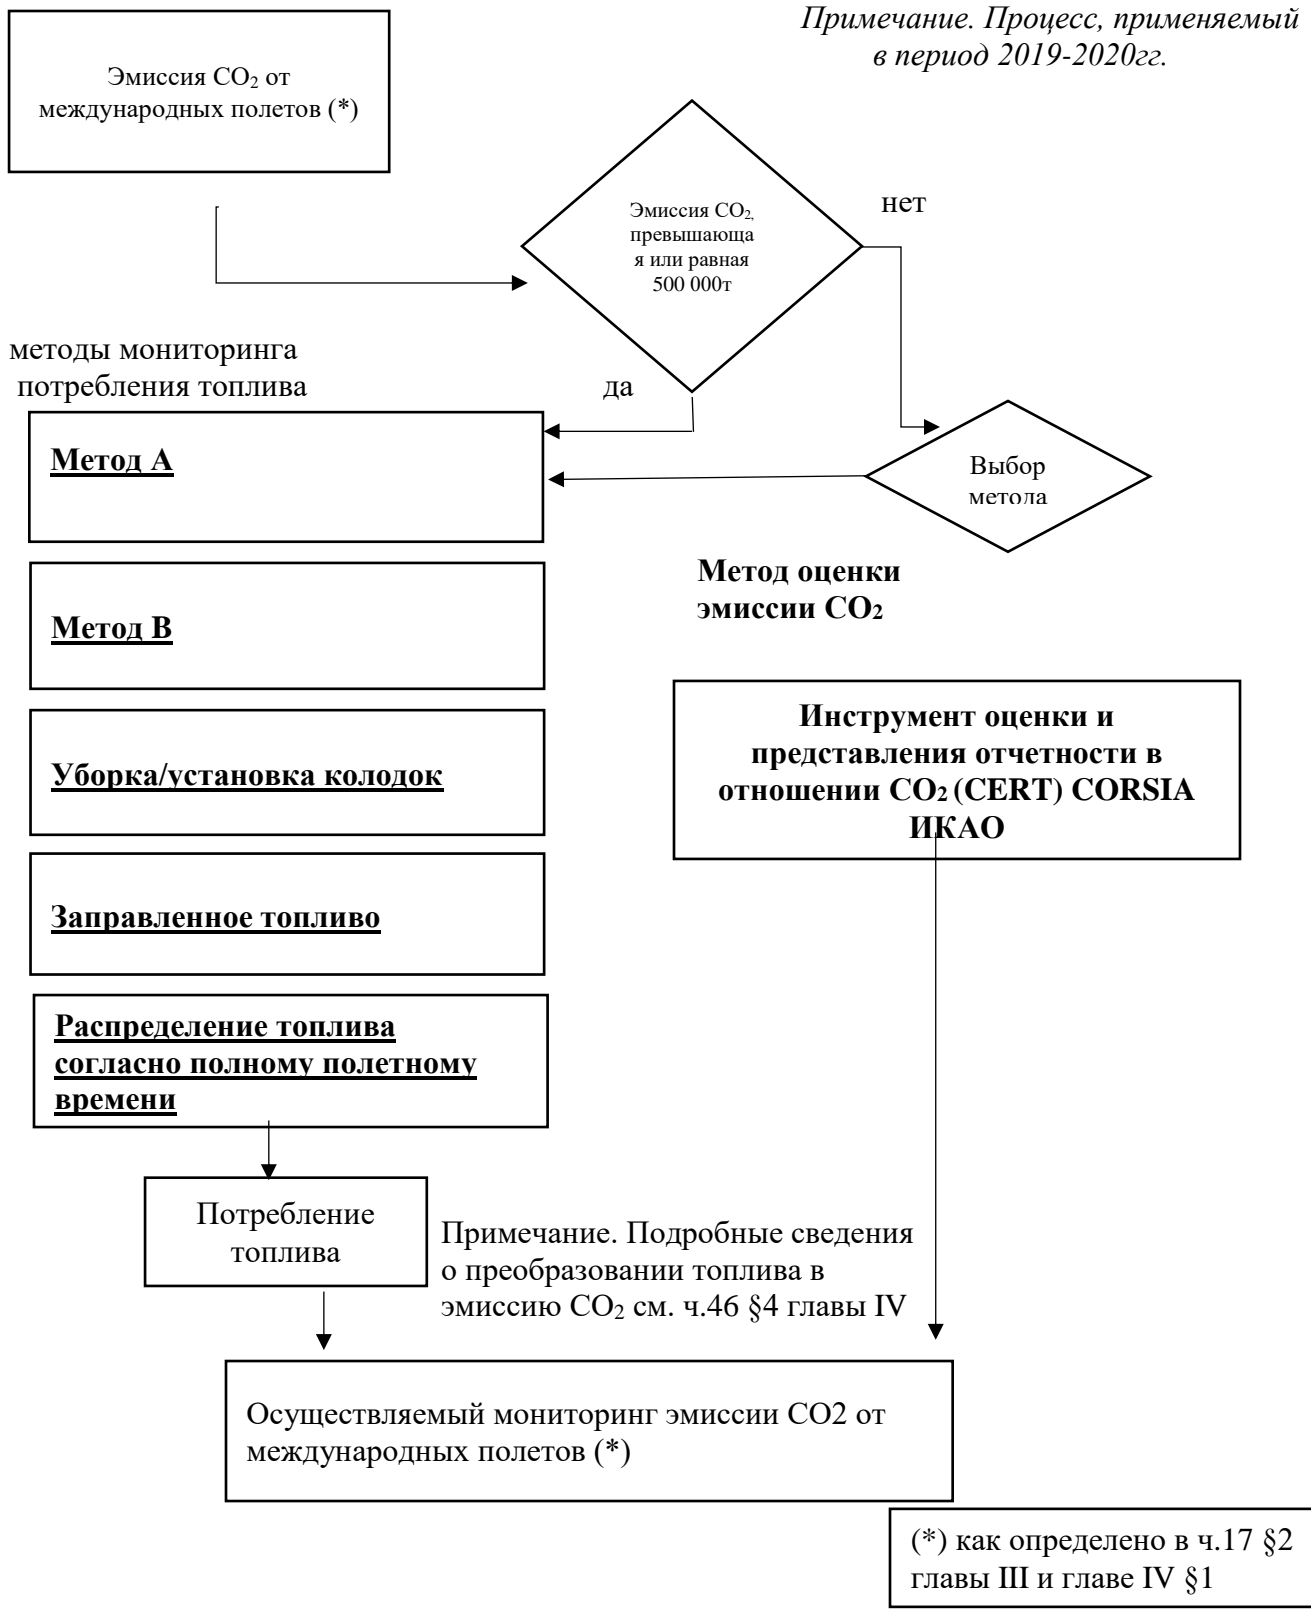 Примечание. Процесс, применяемый
в период 2019-2020гг.
Эмиссия CO₂ от
международных полетов (*)
Эмиссия CO₂,
превышающа
я или равная
500 000т
нет
методы мониторинга
потребления топлива
да
Метод А
Выбор
метода
Метод В
Метод оценки
эмиссии CO₂
Уборка/установка колодок
Инструмент оценки и
представления отчетности в
отношении CO₂ (CERT) CORSIA
ИКАО
Заправленное топливо
Распределение топлива
согласно полному полетному
времени
Потребление
топлива
Примечание. Подробные сведения
о преобразовании топлива в
эмиссию CO₂ см. ч.46 §4 главы IV
Осуществляемый мониторинг эмиссии CO2 от
международных полетов (*)
(*) как определено в ч.17 §2
главы III и главе IV §1